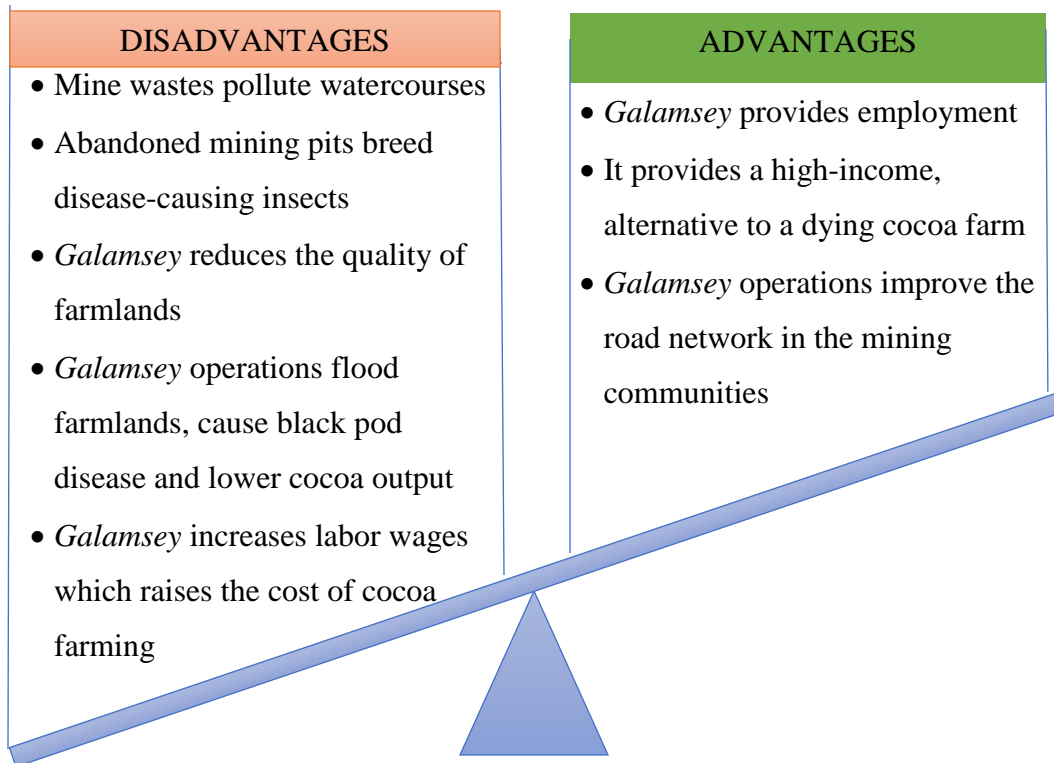 DISADVANTAGES
• Mine wastes pollute watercourses
• Abandoned mining pits breed
disease-causing insects
• Galamsey reduces the quality of
farmlands
• Galamsey operations flood
farmlands, cause black pod
disease and lower cocoa output
• Galamsey increases labor wages
which raises the cost of cocoa
farming
ADVANTAGES
• Galamsey provides employment
• It provides a high-income,
alternative to a dying cocoa farm
• Galamsey operations improve the
road network in the mining
communities